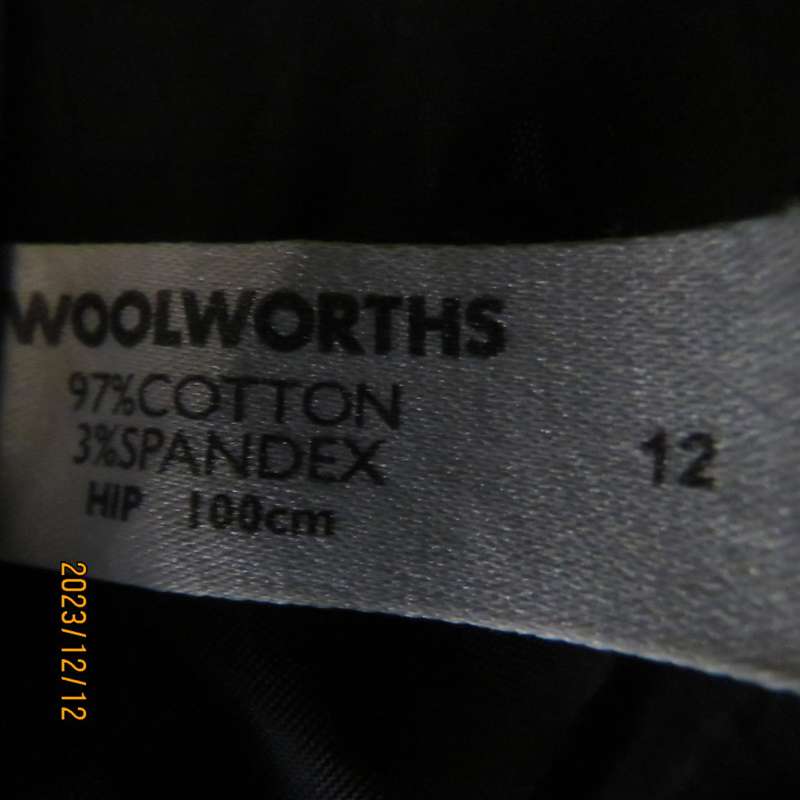 WOOLWORTHS
97%COTTON
3%SPANDEX
HIP 100cm
12
2023/12/12